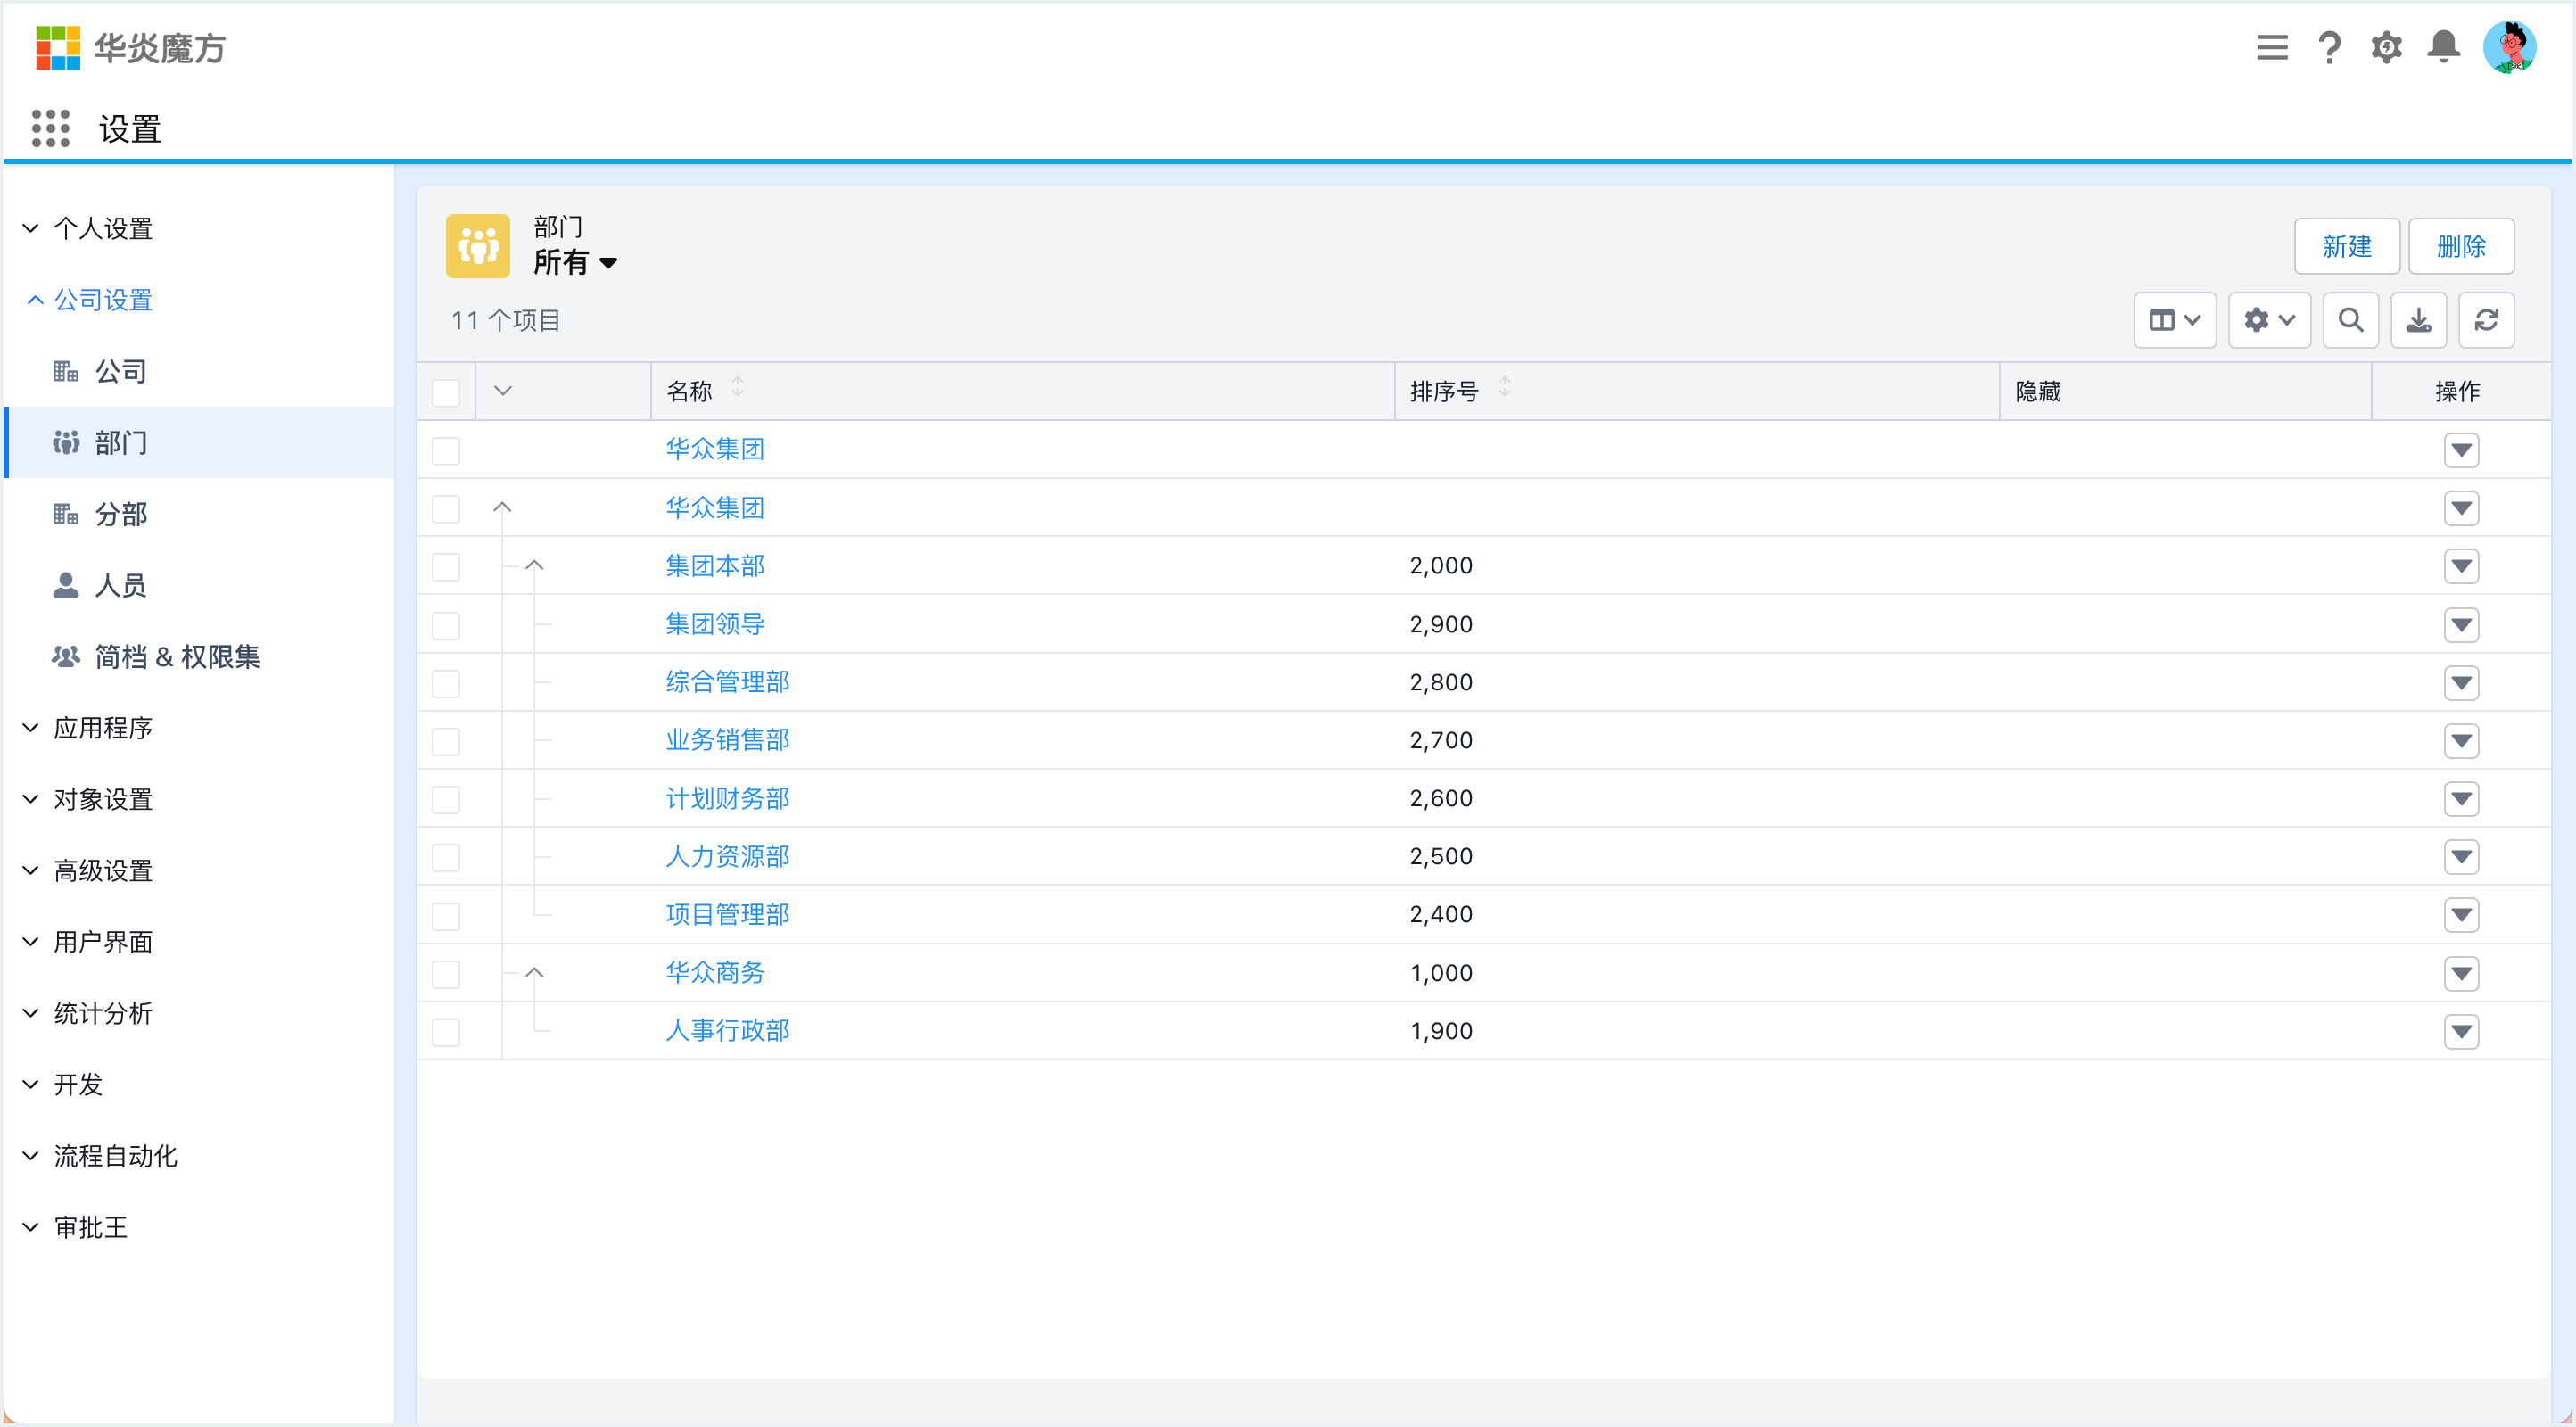 华炎魔方
设置
个人设置
公司设置
公司
部门
分部
人员
简档 & 权限集
应用程序
对象设置
高级设置
用户界面
统计分析
开发
流程自动化
审批王
部门
所有
新建 删除
11 个项目
名称 排序号 隐藏 操作
华众集团
华众集团
集团本部 2,000
集团领导 2,900
综合管理部 2,800
业务销售部 2,700
计划财务部 2,600
人力资源部 2,500
项目管理部 2,400
华众商务 1,000
人事行政部 1,900